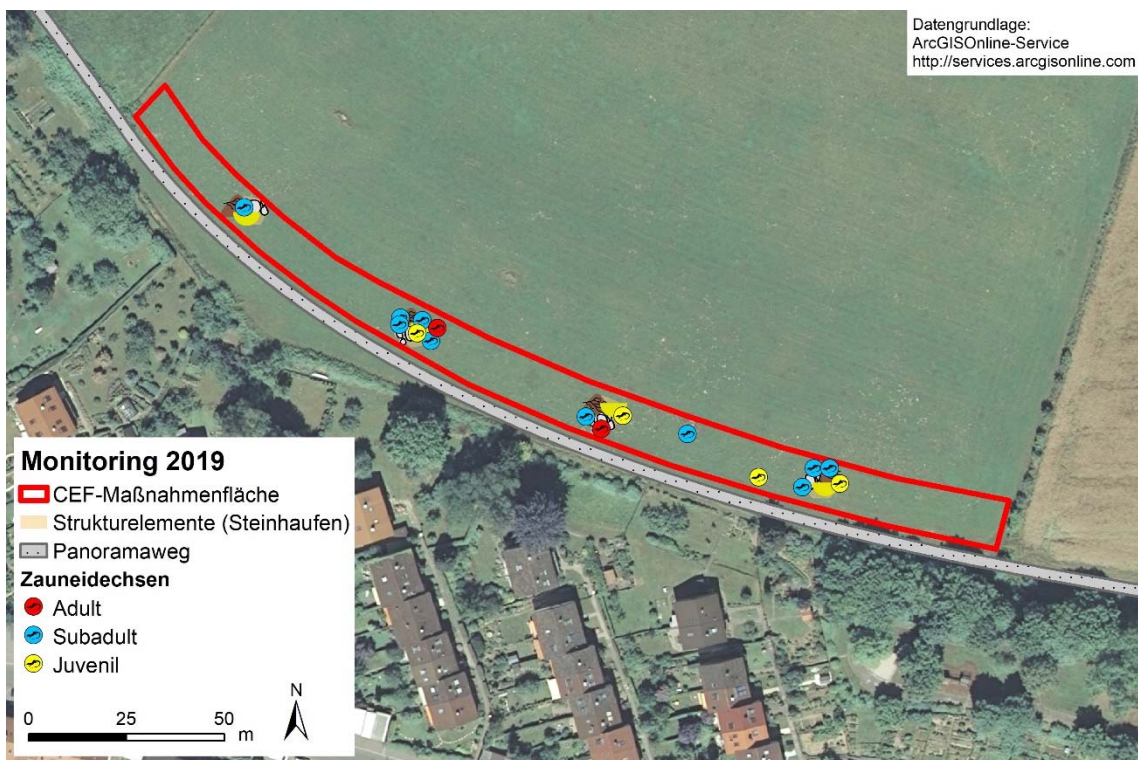 Datengrundlage:
ArcGISOnline-Service
http://services.arcgisonline.com
Monitoring 2019
CEF-Maßnahmenfläche
Strukturelemente (Steinhaufen)
Panoramaweg
Zauneidechsen
Adult
Subadult
Juvenil
N
0 25 50
m